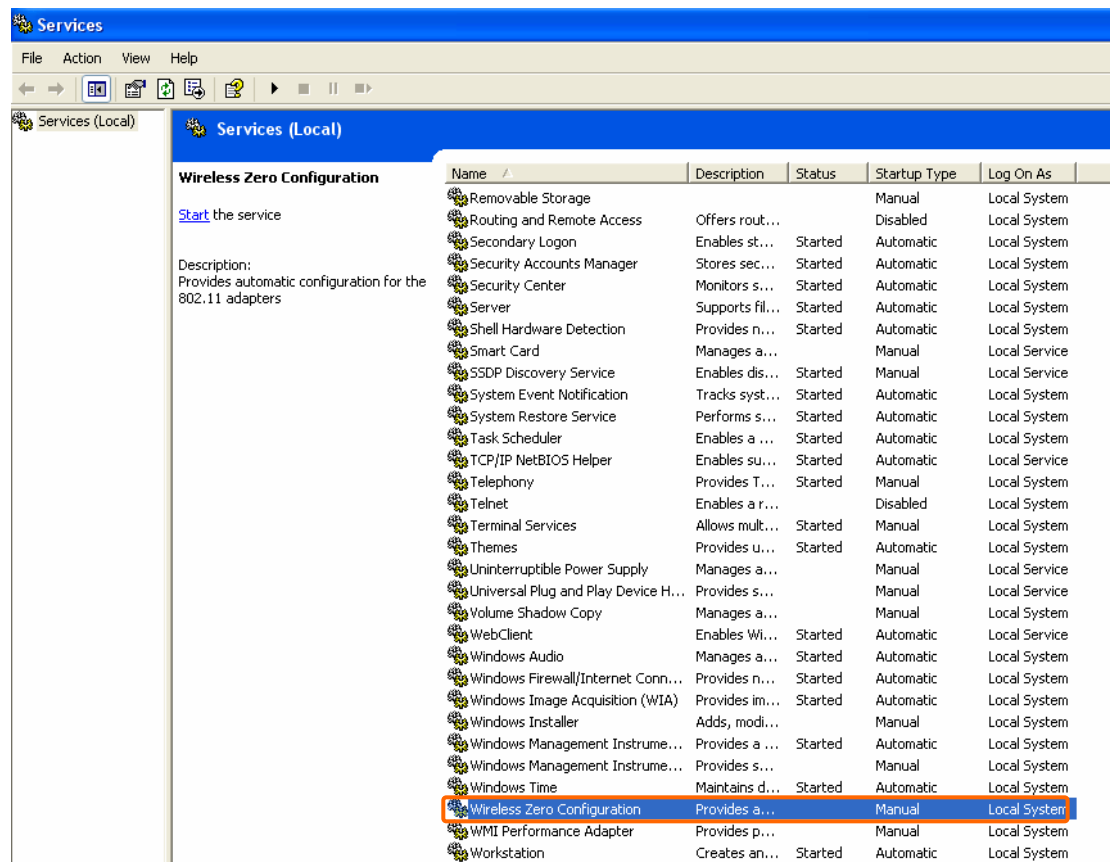 Services
File Action View Help
Services (Local)
Services (Local)
Wireless Zero Configuration
Start the service
Description:
Provides automatic configuration for the
802.11 adapters
Name Description Status Startup Type Log On As
Removable Storage Manual Local System
Routing and Remote Access Offers rout... Disabled Local System
Secondary Logon Enables st... Started Automatic Local System
Security Accounts Manager Stores sec... Started Automatic Local System
Security Center Monitors s... Started Automatic Local System
Server Supports fil... Started Automatic Local System
Shell Hardware Detection Provides n... Started Automatic Local System
Smart Card Manages a... Manual Local Service
SSDP Discovery Service Enables dis... Started Manual Local Service
System Event Notification Tracks syst... Started Automatic Local System
System Restore Service Performs s... Started Automatic Local System
Task Scheduler Enables a ... Started Automatic Local System
TCP/IP NetBIOS Helper Enables su... Started Automatic Local Service
Telephony Provides T... Started Manual Local System
Telnet Enables a r... Disabled Local System
Terminal Services Allows mult... Started Manual Local System
Themes Provides u... Started Automatic Local System
Uninterruptible Power Supply Manages a... Manual Local Service
Universal Plug and Play Device H... Provides s... Manual Local Service
Volume Shadow Copy Manages a... Manual Local System
WebClient Enables Wi... Started Automatic Local Service
Windows Audio Manages a... Started Automatic Local System
Windows Firewall/Internet Conn... Provides n... Started Automatic Local System
Windows Image Acquisition (WIA) Provides im... Started Automatic Local System
Windows Installer Adds, modi... Manual Local System
Windows Management Instrume... Provides a ... Started Automatic Local System
Windows Management Instrume... Provides s... Manual Local System
Windows Time Maintains d... Started Automatic Local System
Wireless Zero Configuration Provides a... Manual Local System
WMI Performance Adapter Provides p... Manual Local System
Workstation Creates an... Started Automatic Local System